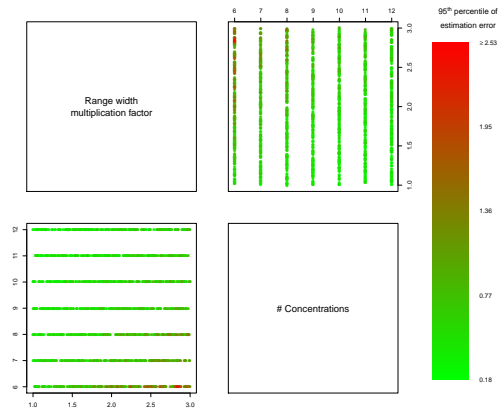 6 7 8 9 10 11 12
95th percentile of
estimation error
≥ 2.53
1.95
1.36
0.77
0.18
Range width
multiplication factor
3.0
2.5
2.0
1.5
1.0
12
11
10
9
8
7
6
# Concentrations
1.0 1.5 2.0 2.5 3.0